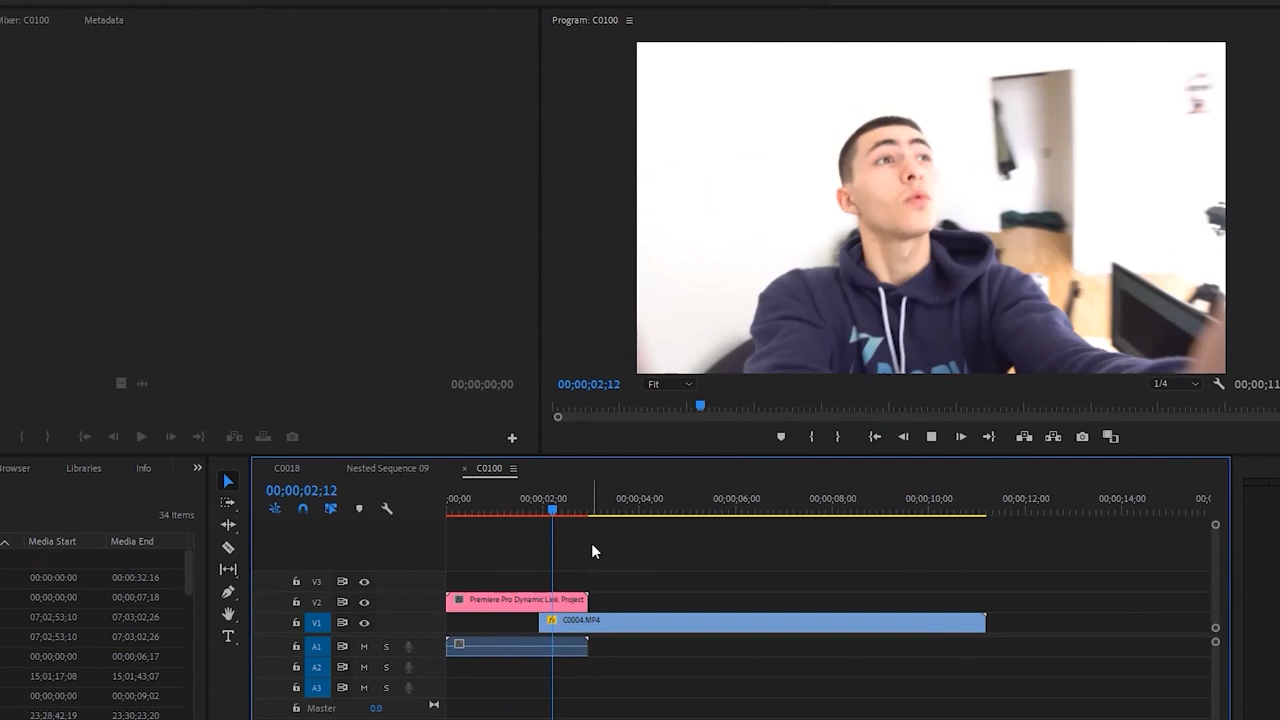 Mixer: C0100
Metadata
Program: C0100
00;00;00;00
00;00;02;12
Fit
1/4
00;00;11
Browser
Libraries
Info
34 Items
Media Start
Media End
00:00:00:00
00:00:32:16
00;00;00;00
00;00;07;18
07;02;53;10
07;03;02;26
07;02;53;10
07;03;02;26
00;00;00;00
00;00;06;17
15;01;17;08
15;01;43;07
00;00;00;00
00;00;09;02
23;28;42;19
23;30;23;20
C0018
Nested Sequence 09
C0100
00;00;02;12
;00;00
00;00;02;00
00;00;04;00
00;00;06;00
00;00;08;00
00;00;10;00
00;00;12;00
00;00;14;00
V3
V2
Premiere Pro Dynamic Link Project
V1
fx
C0004.MP4
A1
M
S
A2
M
S
A3
M
S
Master
0.0